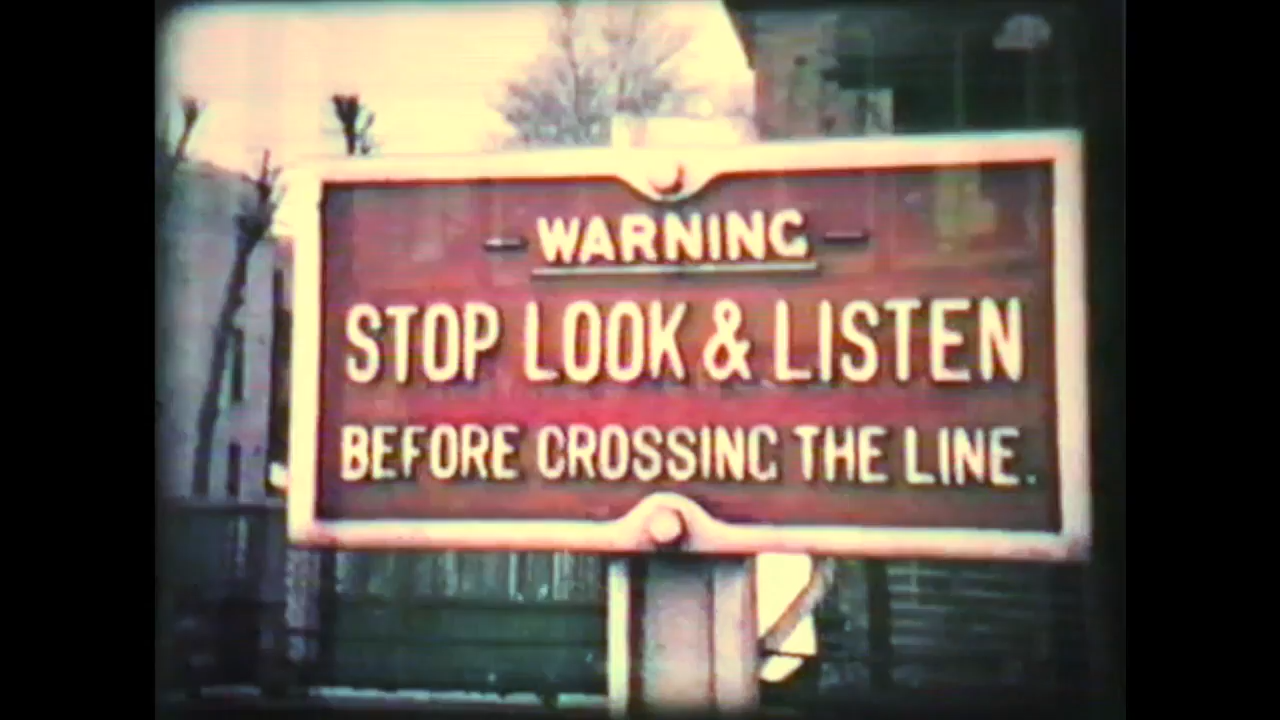 - WARNING -
STOP LOOK & LISTEN
BEFORE CROSSING THE LINE.